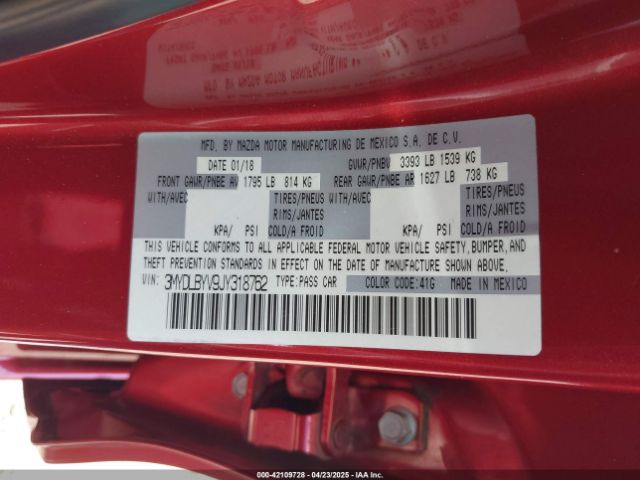 MFD. BY MAZDA MOTOR MANUFACTURING DE MEXICO S.A. DE C.V.
DATE 01/18 GVWR/PNBV 3393 LB 1539 KG
FRONT GAWR/PNBE AV 1795 LB 814 KG REAR GAWR/PNBE AR 1627 LB 738 KG
WITH/AVEC TIRES/PNEUS WITH/AVEC TIRES/PNEUS
RIMS/JANTES RIMS/JANTES
KPA/ PSI COLD/A FROID KPA/ PSI COLD/A FROID
THIS VEHICLE CONFORMS TO ALL APPLICABLE FEDERAL MOTOR VEHICLE SAFETY, BUMPER, AND
THEFT PREVENTION STANDARDS IN EFFECT ON THE DATE OF MANUFACTURE SHOWN ABOVE.
VIN: 3MYDLBYV9JY318762 TYPE: PASS CAR COLOR CODE: 41G MADE IN MEXICO
000-42109728 - 04/23/2025 - IAA Inc.